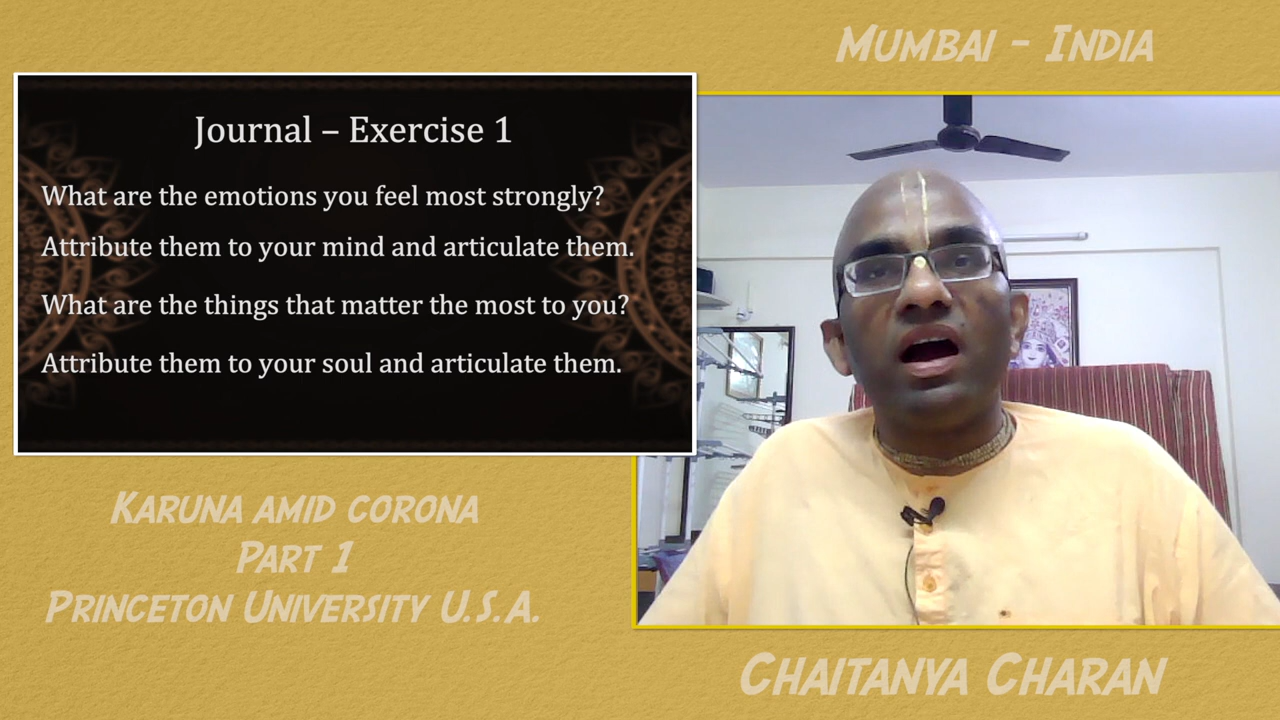 Mumbai - India
Journal – Exercise 1
What are the emotions you feel most strongly?
Attribute them to your mind and articulate them.
What are the things that matter the most to you?
Attribute them to your soul and articulate them.
Karuna amid corona
Part 1
Princeton University U.S.A.
Chaitanya Charan